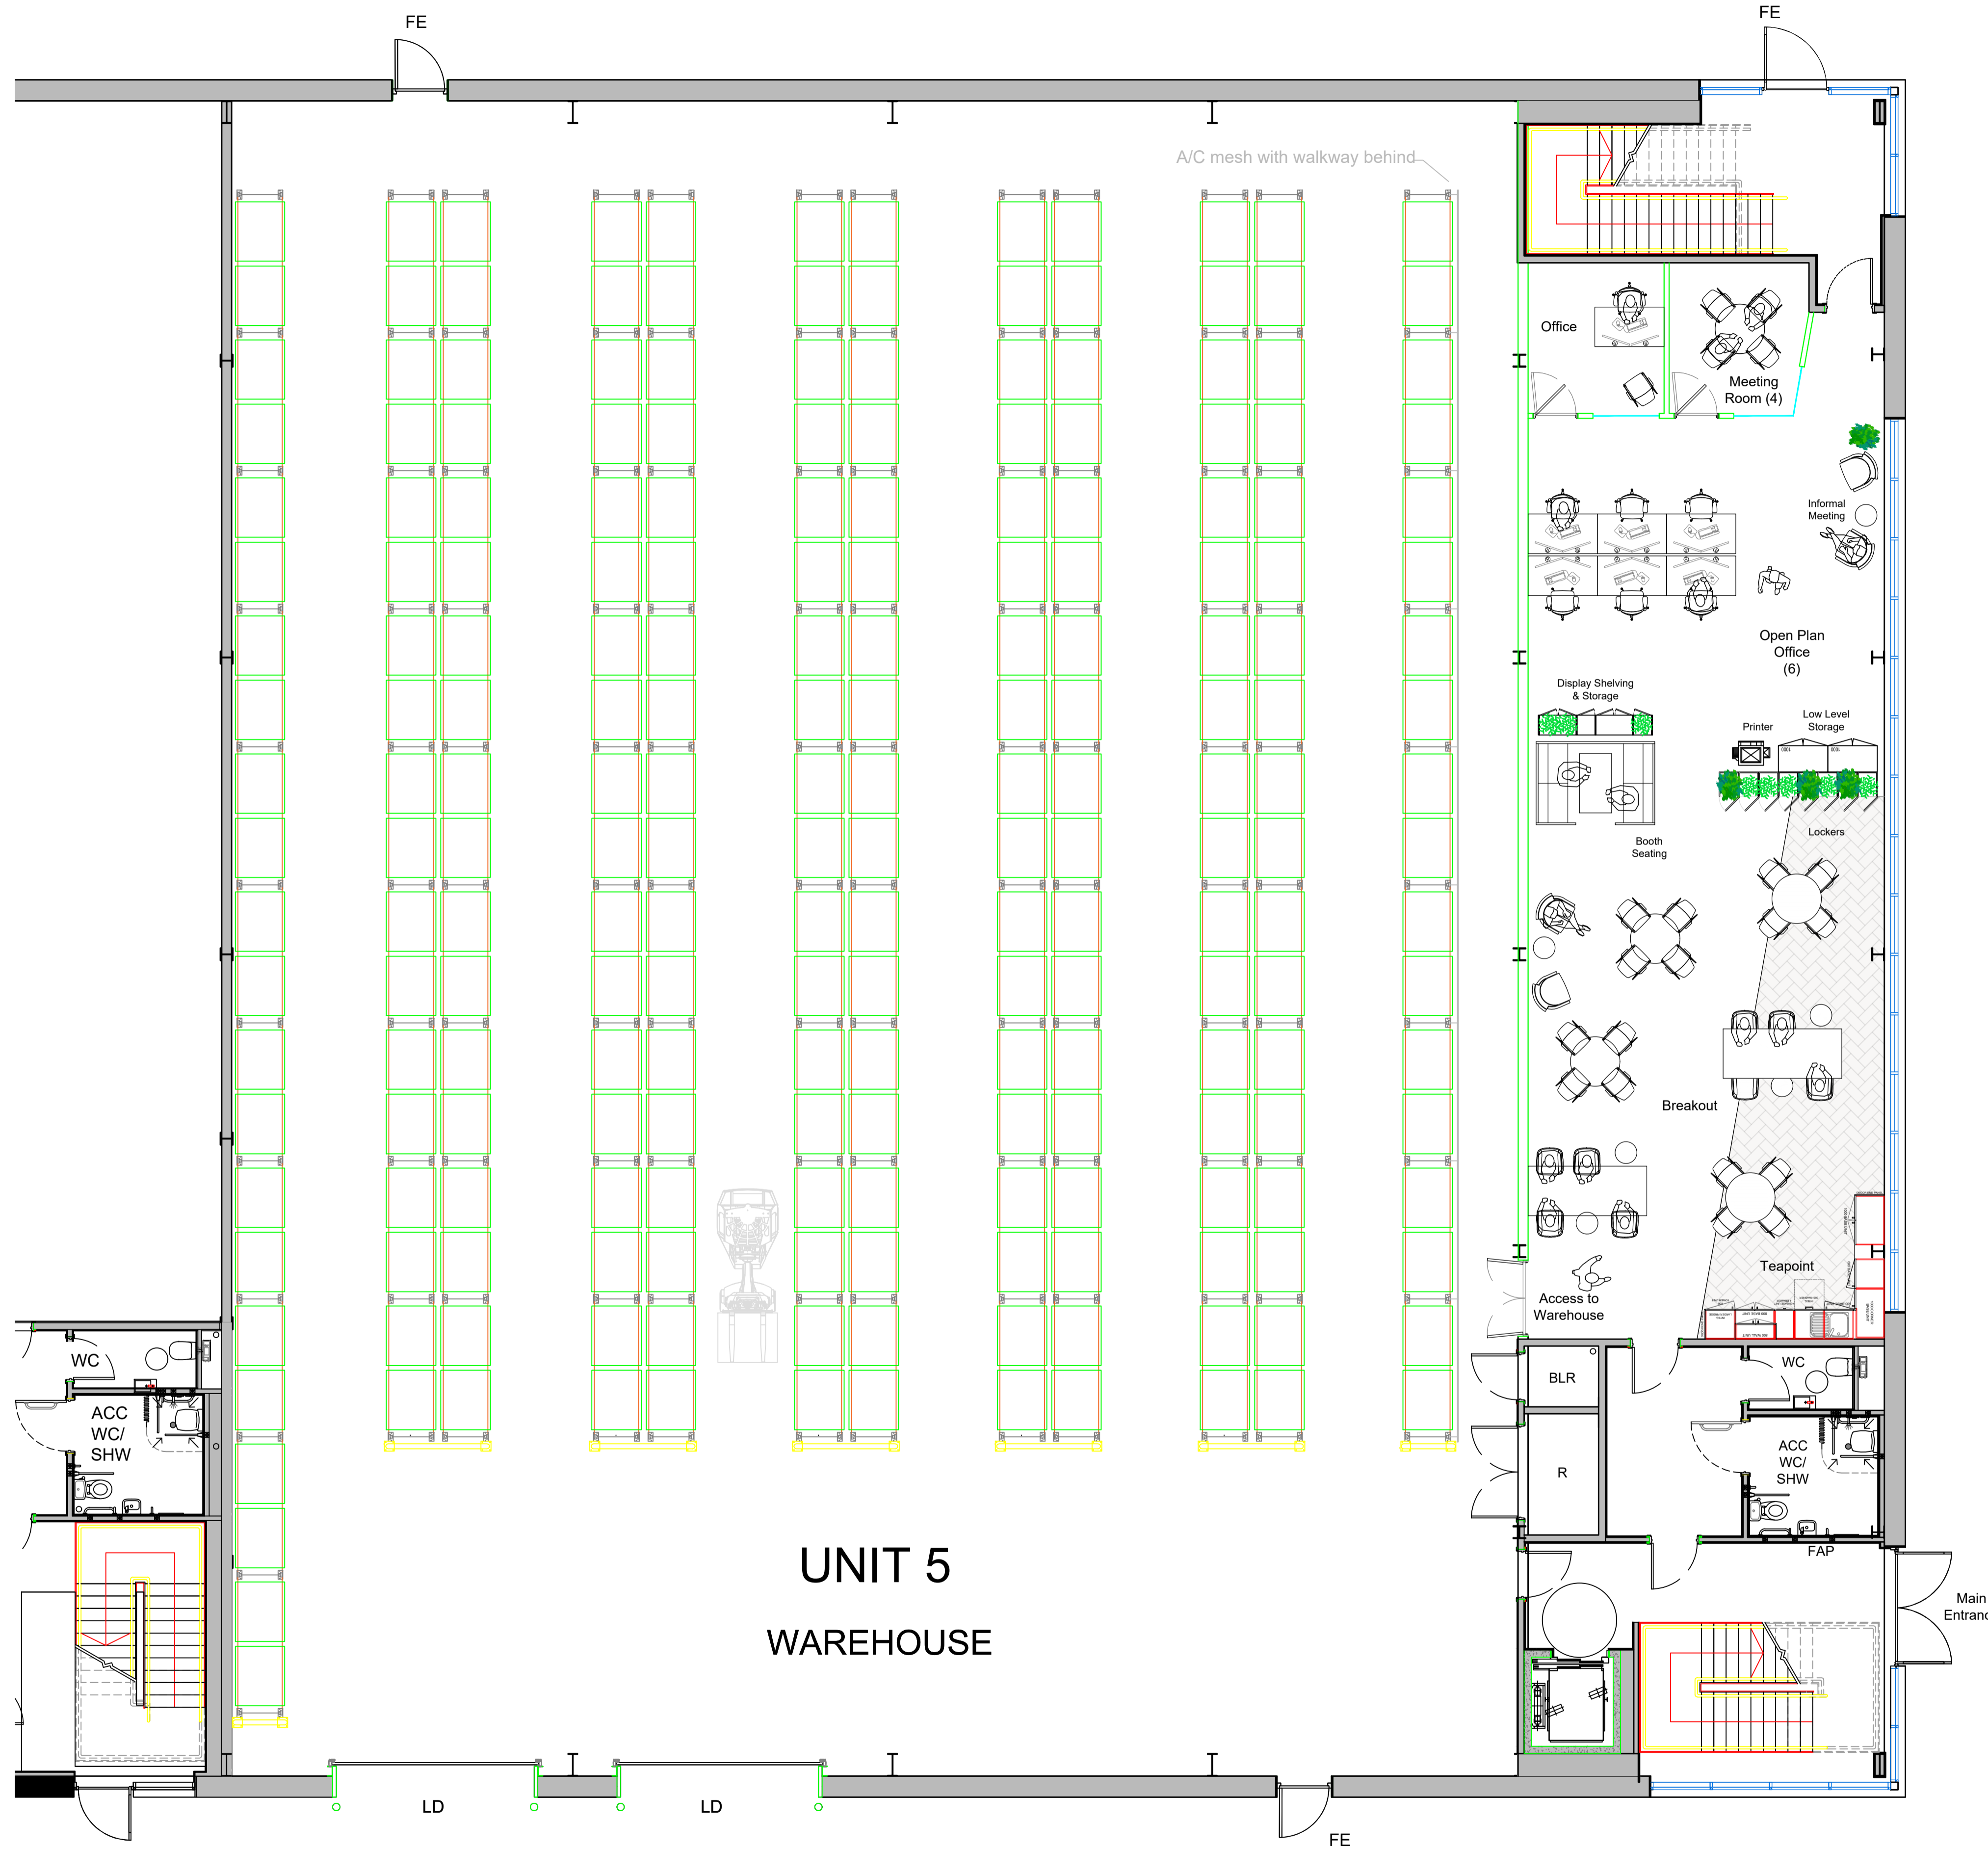 FE
FE
A/C mesh with walkway behind
Office
Meeting
Room (4)
Informal
Meeting
Open Plan
Office
(6)
Display Shelving
& Storage
Printer
Low Level
Storage
1000
1000
Lockers
Booth
Seating
Breakout
Teapoint
Access to
Warehouse
WC
BLR
WC
ACC
WC/
SHW
R
ACC
WC/
SHW
FAP
UNIT 5
WAREHOUSE
Main
Entranc
LD
LD
FE